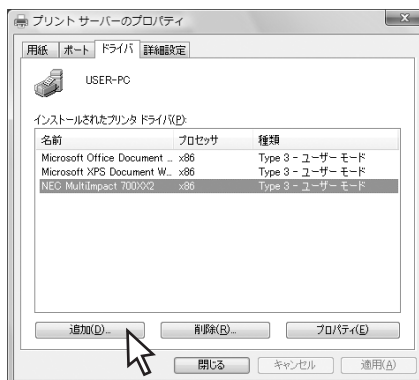 プリント サーバーのプロパティ
用紙 ポート ドライバ 詳細設定
USER-PC
インストールされたプリンタ ドライバ(P):
名前 プロセッサ 種類
Microsoft Office Document ... x86 Type 3 - ユーザー モード
Microsoft XPS Document W... x86 Type 3 - ユーザー モード
NEC MultiImpact 700XX2 x86 Type 3 - ユーザー モード
追加(D)... 削除(R)... プロパティ(E)
閉じる キャンセル 適用(A)